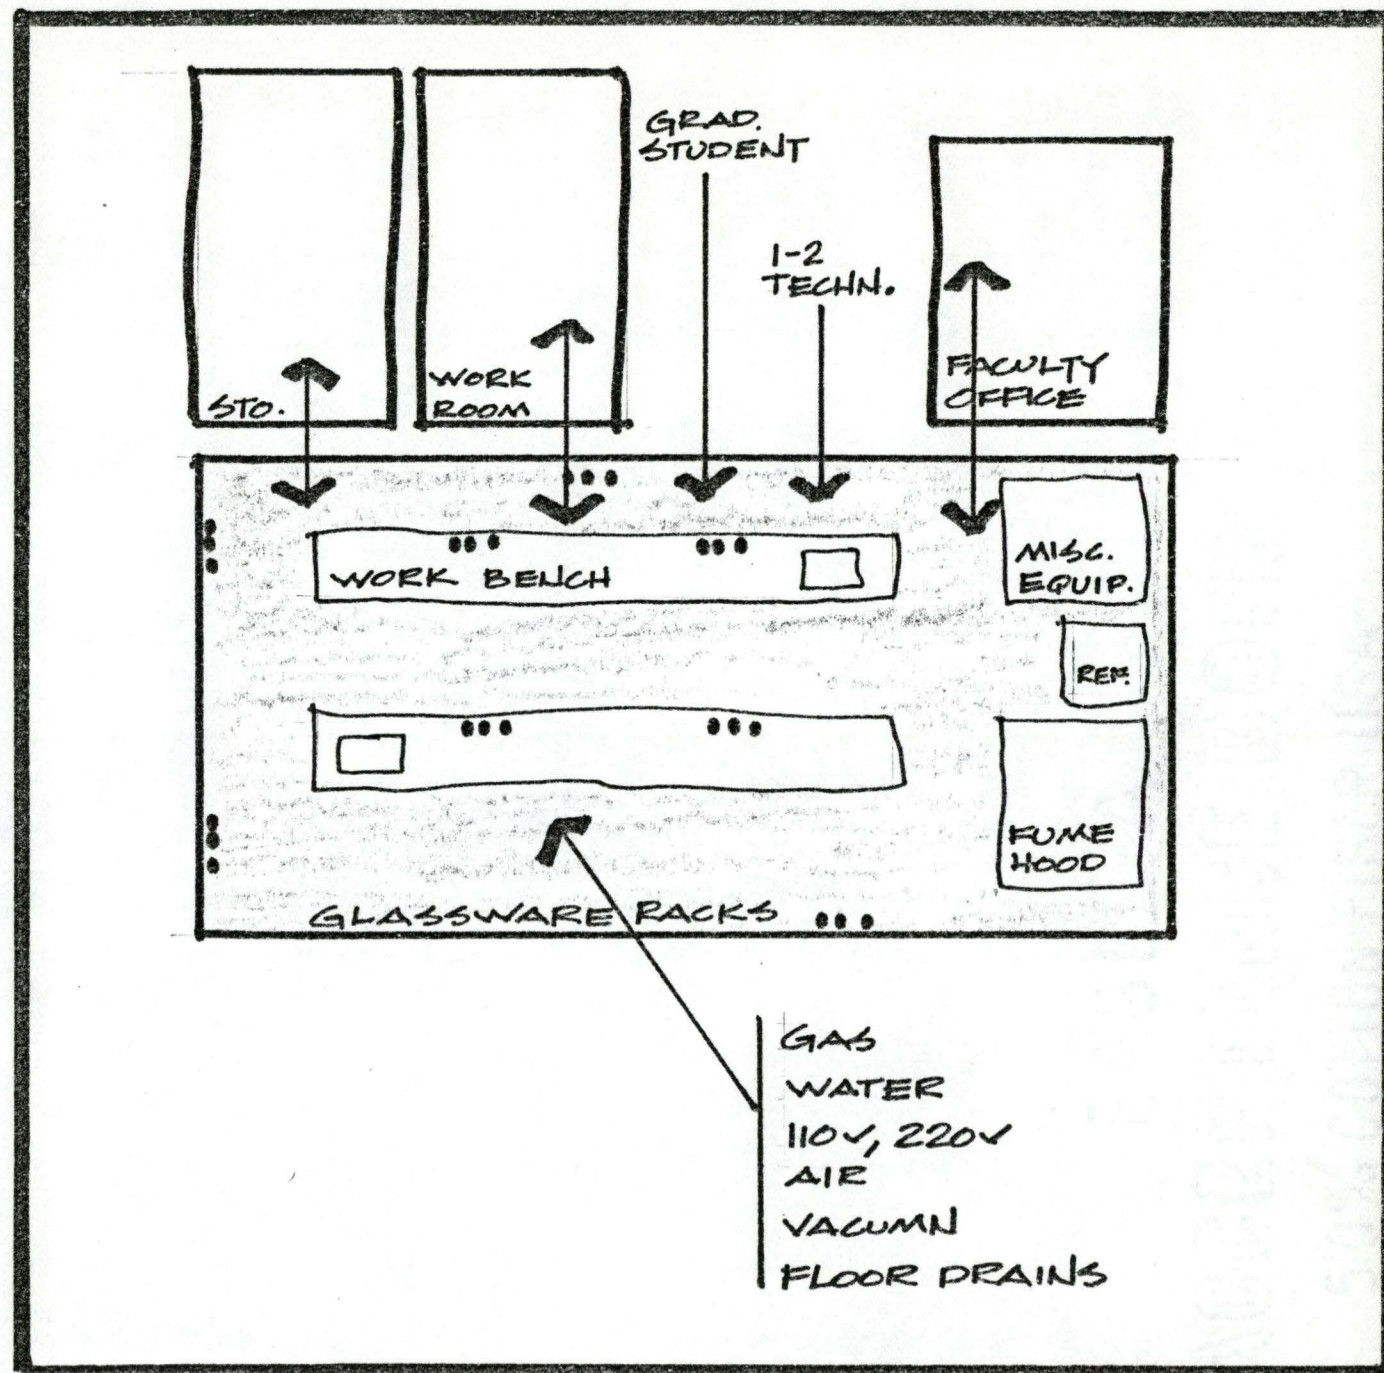 GRAD.
STUDENT
1-2
TECHN.
STO.
WORK
ROOM
FACULTY
OFFICE
WORK BENCH
MISC.
EQUIP.
REF.
FUME
HOOD
GLASSWARE RACKS
GAS
WATER
110V, 220V
AIR
VACUMN
FLOOR DRAINS